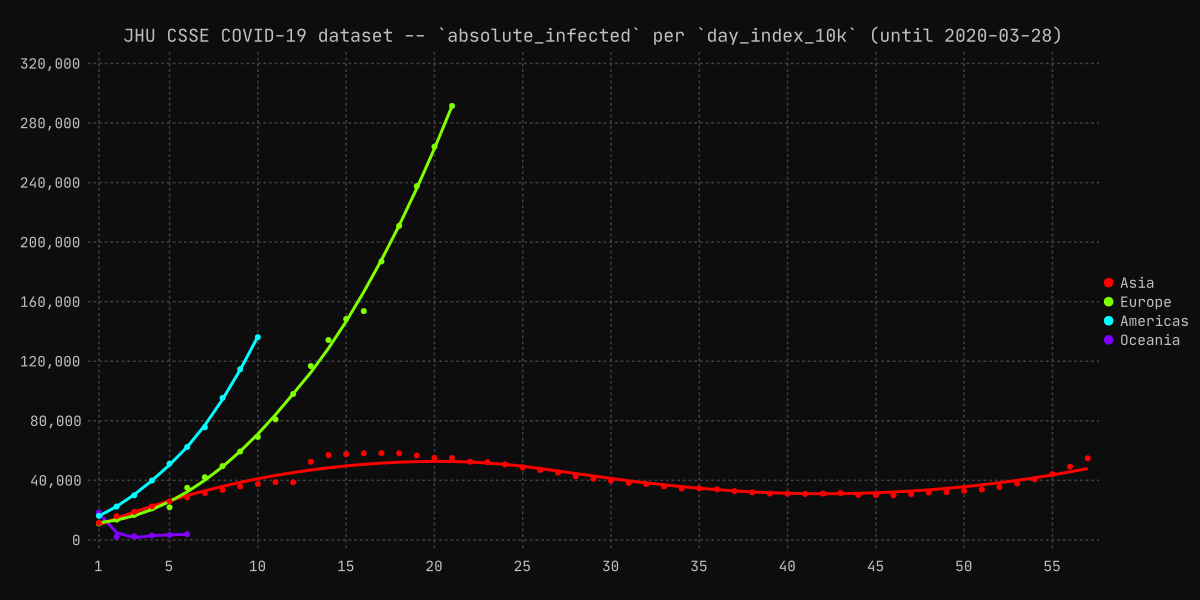 JHU CSSE COVID-19 dataset -- `absolute_infected` per `day_index_10k` (until 2020-03-28)
320,000
280,000
240,000
200,000
160,000
120,000
80,000
40,000
0
1 5 10 15 20 25 30 35 40 45 50 55
Asia
Europe
Americas
Oceania